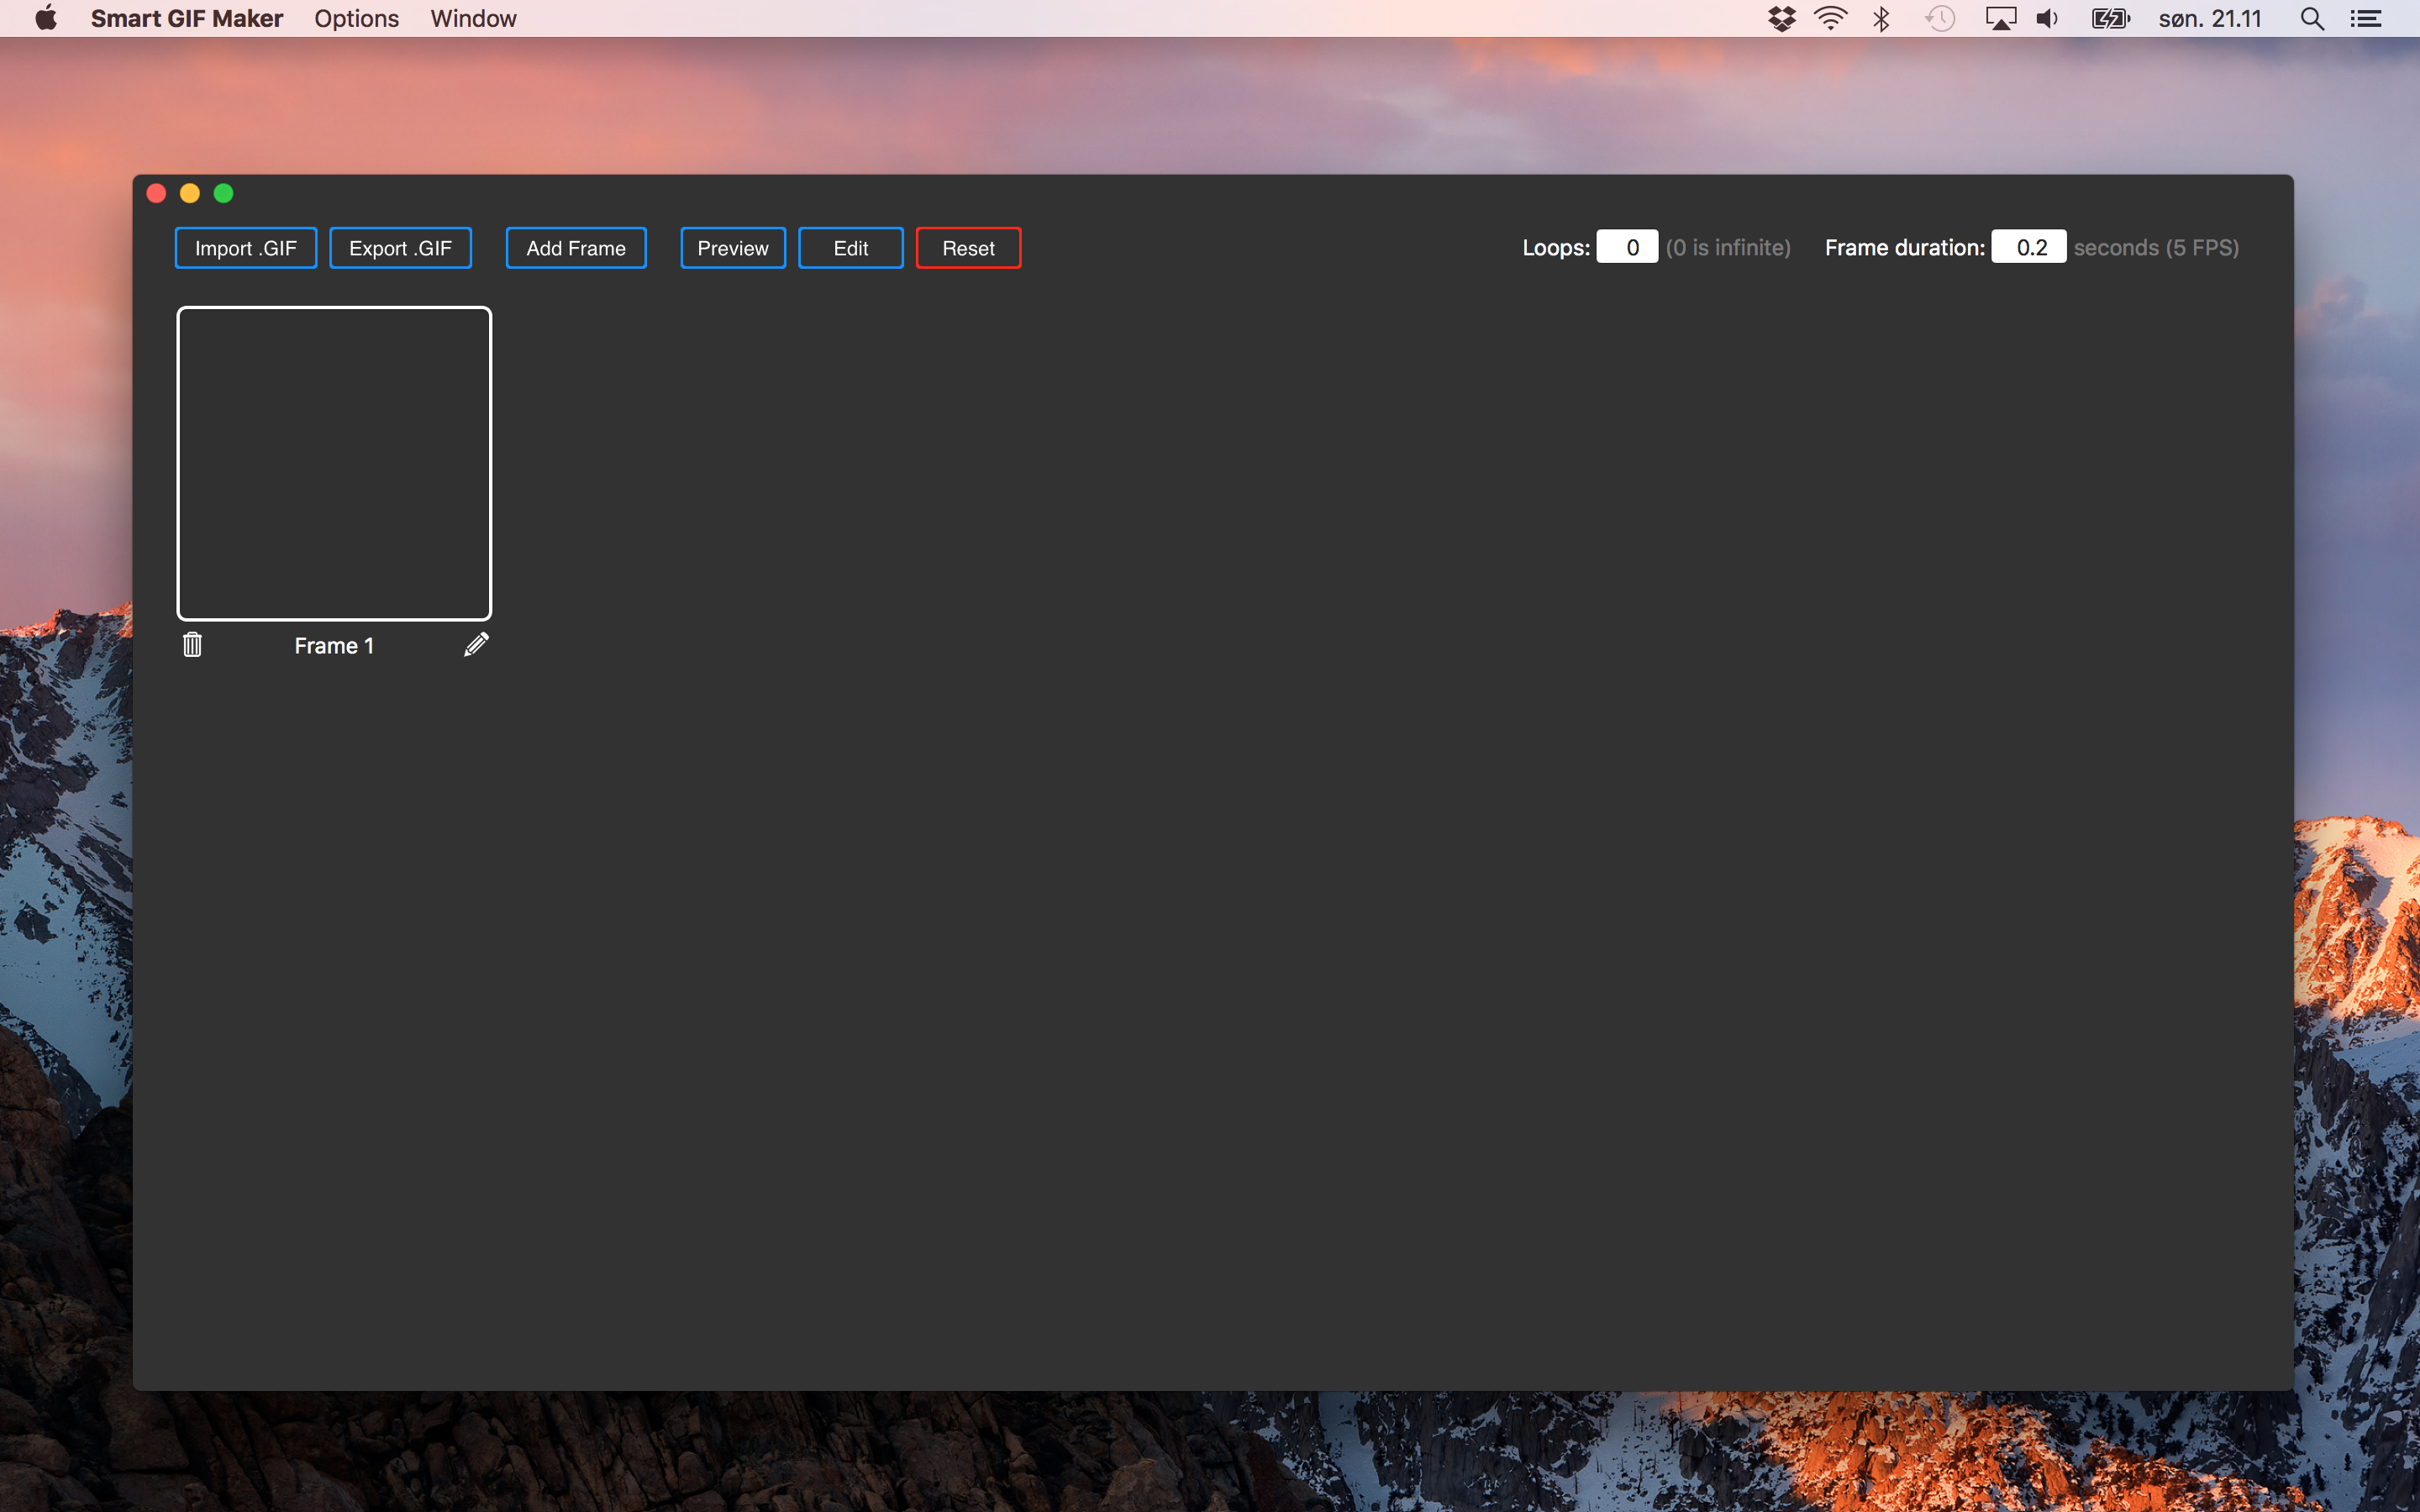 Smart GIF Maker Options Window søn. 21.11
Import .GIF Export .GIF Add Frame Preview Edit Reset Loops: 0 (0 is infinite) Frame duration: 0.2 seconds (5 FPS)
Frame 1